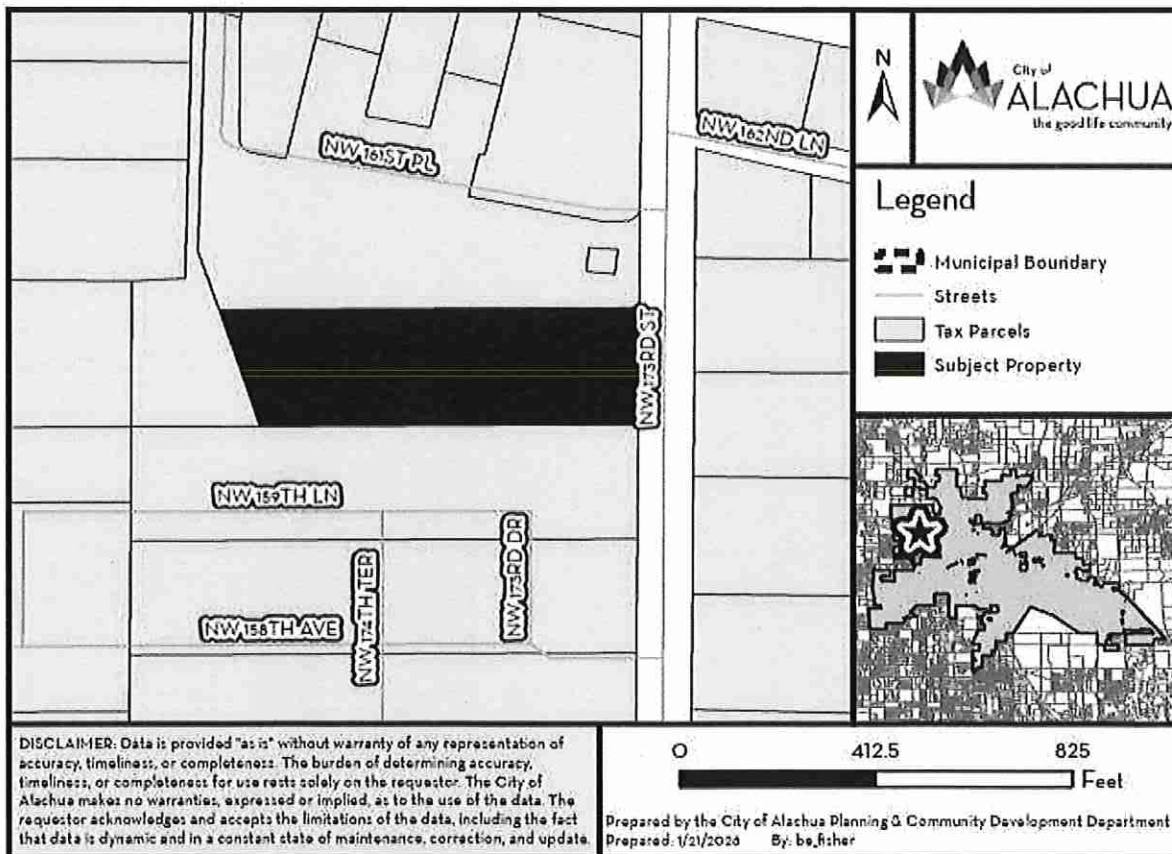 NW 161ST PL
NW 162ND LN
NW 173RD ST
NW 159TH LN
NW 174TH TER
NW 173RD DR
NW 158TH AVE
N
City of
ALACHUA
the good life community
Legend
Municipal Boundary
Streets
Tax Parcels
Subject Property
DISCLAIMER: Data is provided "as is" without warranty of any representation of
accuracy, timeliness, or completeness. The burden of determining accuracy,
timeliness, or completeness for use rests solely on the requestor. The City of
Alachua makes no warranties, expressed or implied, as to the use of the data. The
requestor acknowledges and accepts the limitations of the data, including the fact
that data is dynamic and in a constant state of maintenance, correction, and update.
0 412.5 825
Feet
Prepared by the City of Alachua Planning & Community Development Department
Prepared: 1/21/2026 By: be_fisher